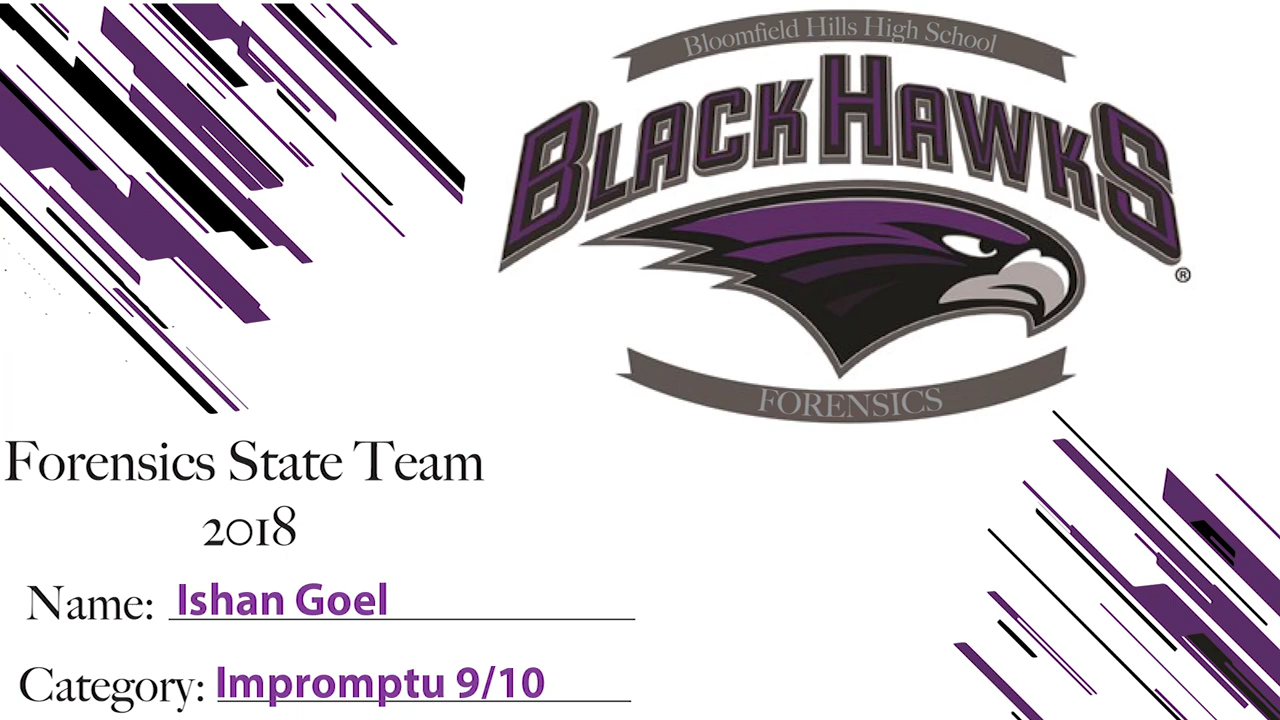 Bloomfield Hills High School
BLACKHAWKS
®
FORENSICS
Forensics State Team
2018
Name: Ishan Goel
Category: Impromptu 9/10